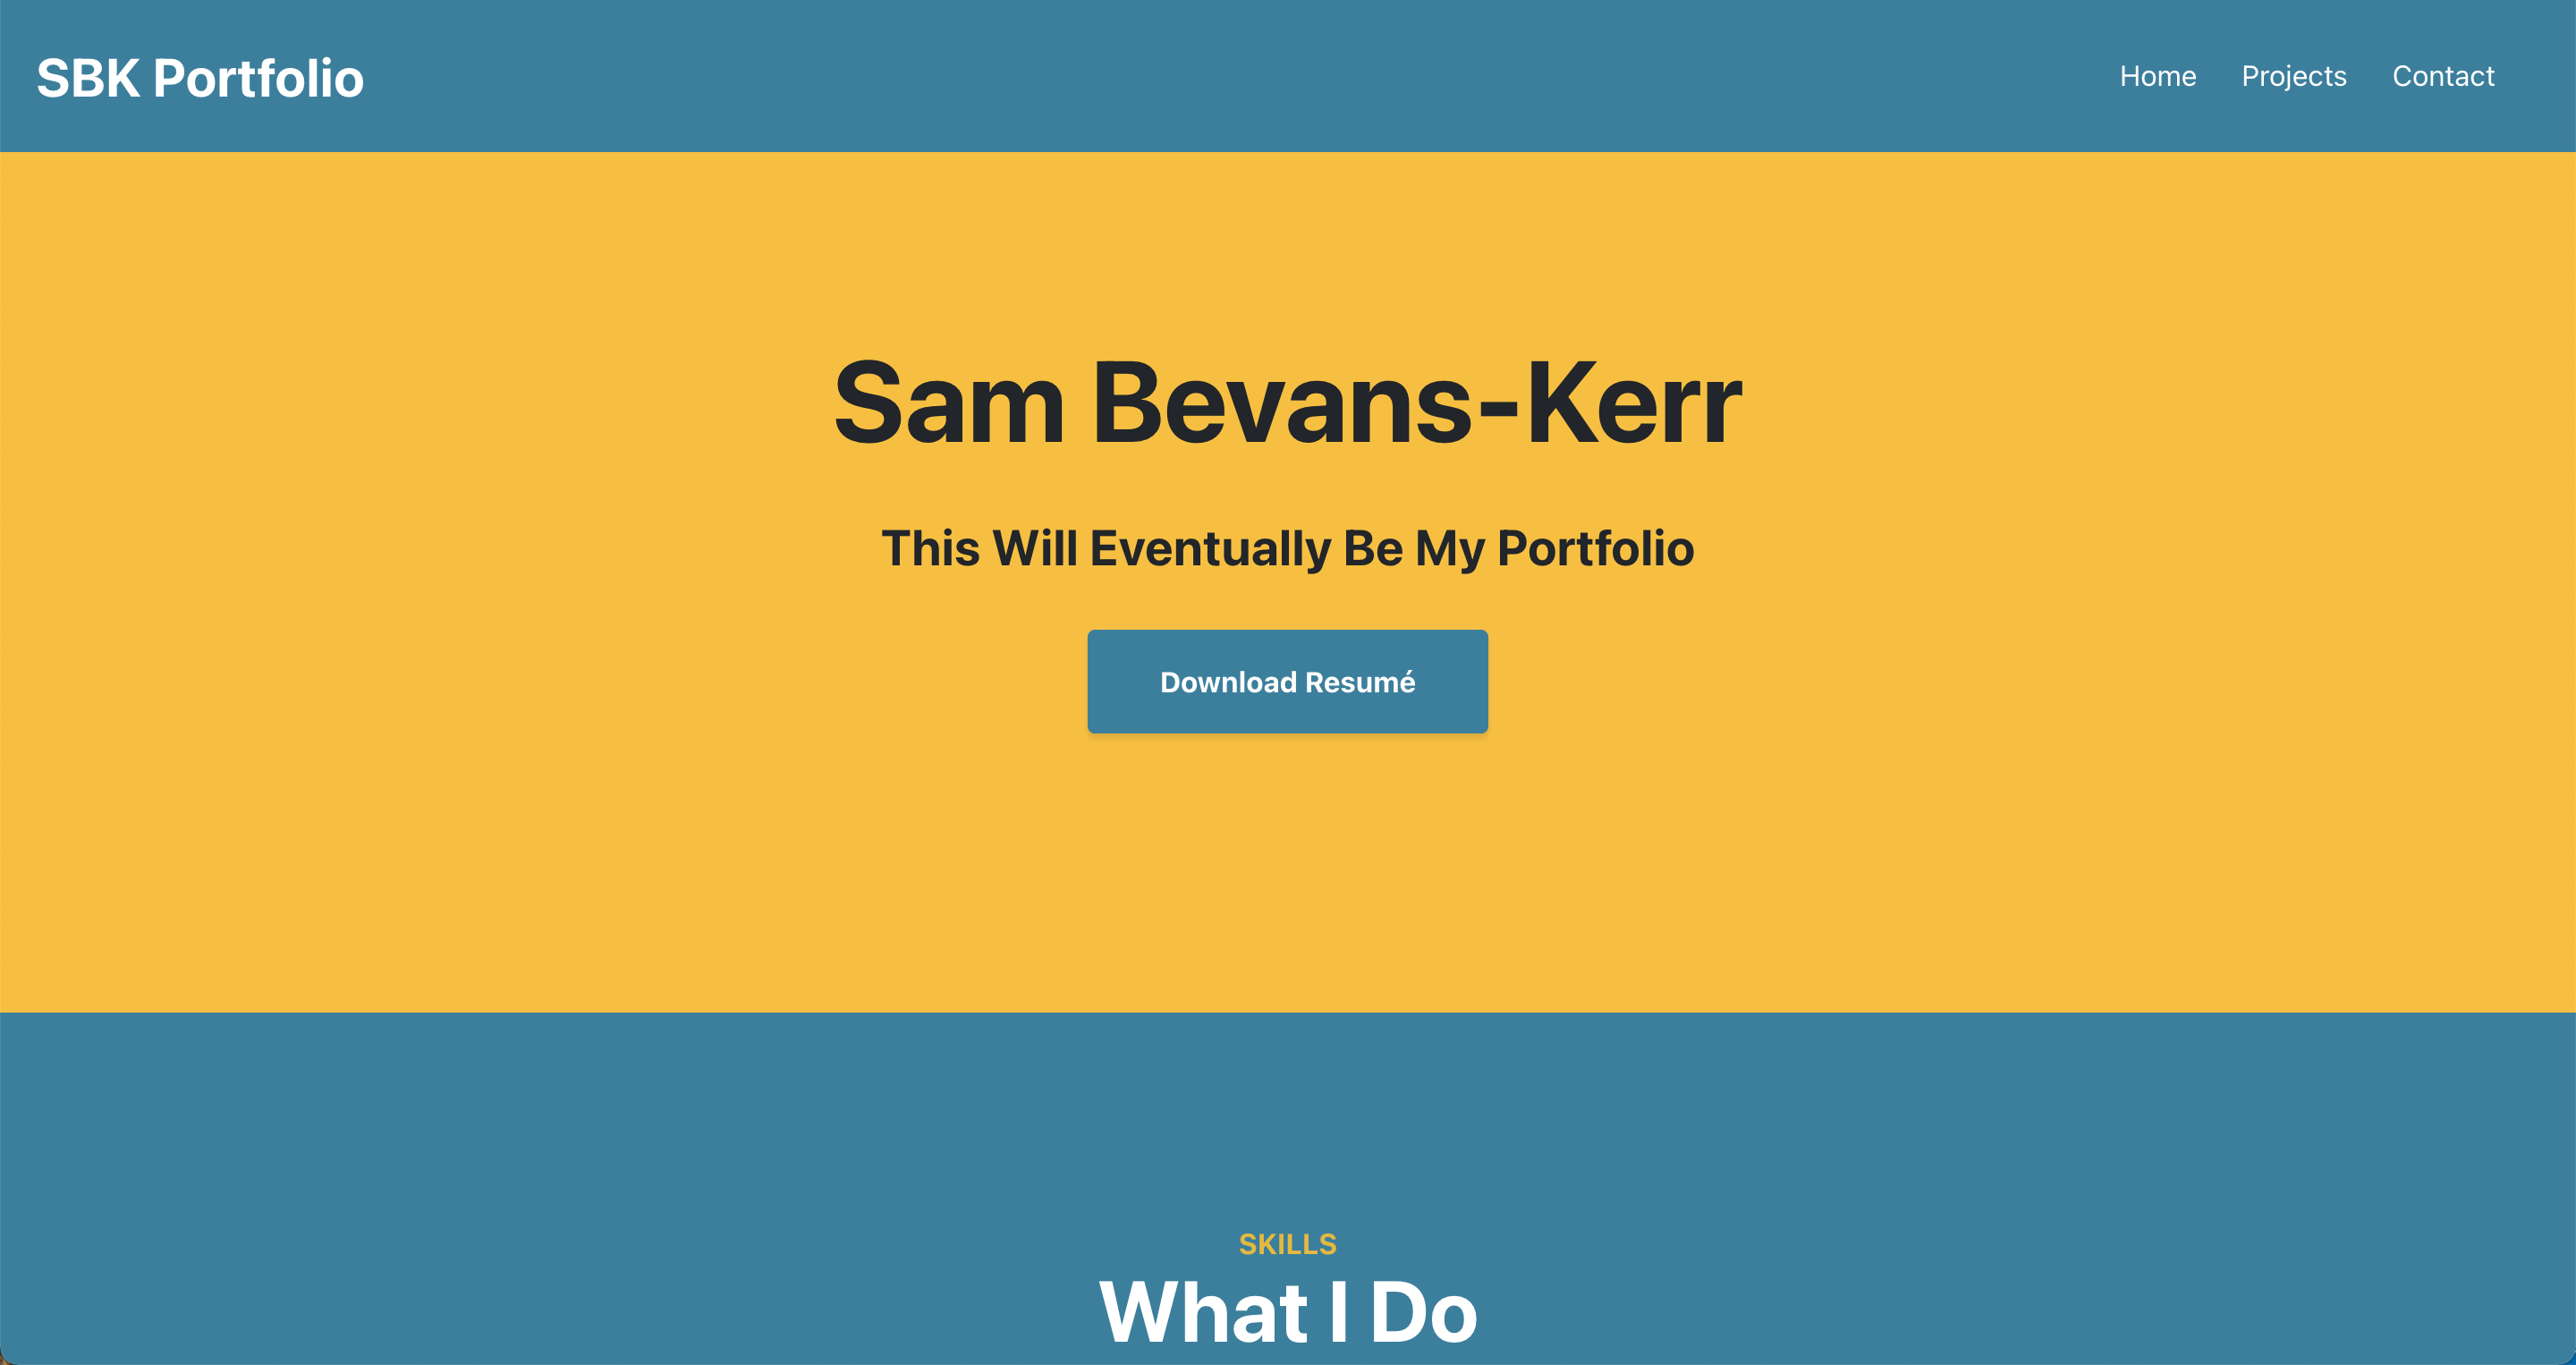 SBK Portfolio
Home Projects Contact
Sam Bevans-Kerr
This Will Eventually Be My Portfolio
Download Resumé
SKILLS
What I Do